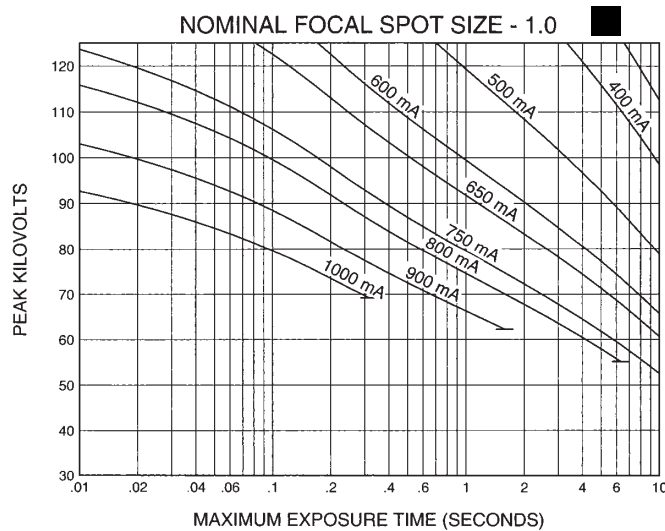 NOMINAL FOCAL SPOT SIZE - 1.0
120
110
100
90
80
70
60
50
40
30
PEAK KILOVOLTS
600 mA
500 mA
400 mA
650 mA
750 mA
800 mA
900 mA
1000 mA
.01 .02 .04 .06 .1 .2 .4 .6 1 2 4 6 10
MAXIMUM EXPOSURE TIME (SECONDS)